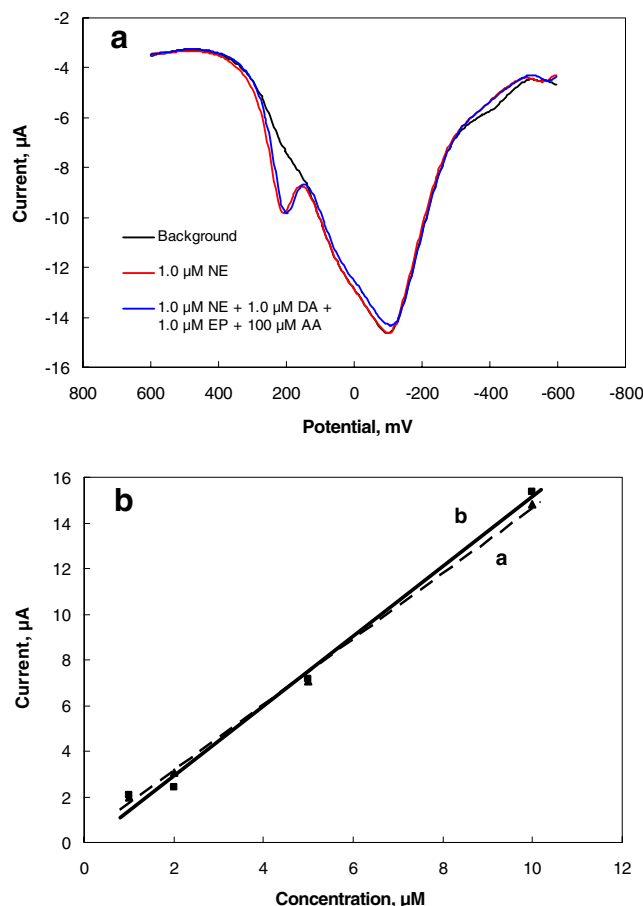 a
-2
-4
-6
-8
-10
-12
-14
-16
Current, µA
Background
1.0 µM NE
1.0 µM NE + 1.0 µM DA +
1.0 µM EP + 100 µM AA
800 600 400 200 0 -200 -400 -600 -800
Potential, mV
b
16
14
12
10
8
6
4
2
0
Current, µA
b
a
0 2 4 6 8 10 12
Concentration, µM